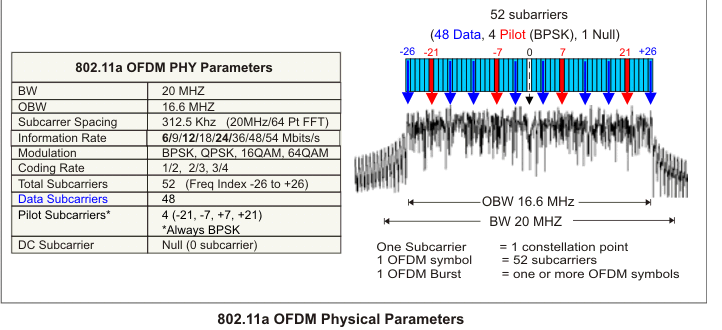 52 subarriers
(48 Data, 4 Pilot (BPSK), 1 Null)
-26 -21 -7 0 7 21 +26
802.11a OFDM PHY Parameters
BW 20 MHZ
OBW 16.6 MHZ
Subcarrer Spacing 312.5 Khz (20MHz/64 Pt FFT)
Information Rate 6/9/12/18/24/36/48/54 Mbits/s
Modulation BPSK, QPSK, 16QAM, 64QAM
Coding Rate 1/2, 2/3, 3/4
Total Subcarriers 52 (Freq Index -26 to +26)
Data Subcarriers 48
Pilot Subcarriers* 4 (-21, -7, +7, +21)
*Always BPSK
DC Subcarrier Null (0 subcarrier)
OBW 16.6 MHz
BW 20 MHZ
One Subcarrier = 1 constellation point
1 OFDM symbol = 52 subcarriers
1 OFDM Burst = one or more OFDM symbols
802.11a OFDM Physical Parameters